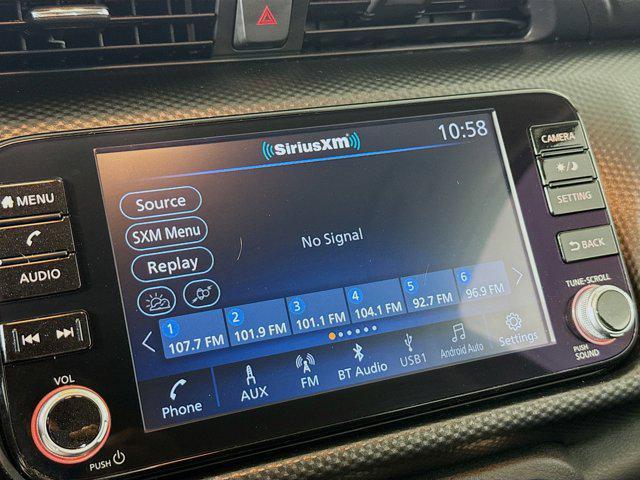 SiriusXM
10:58
CAMERA
MENU
Source
SETTING
SXM Menu
No Signal
BACK
AUDIO
Replay
TUNE·SCROLL
1 107.7 FM
2 101.9 FM
3 101.1 FM
4 104.1 FM
5 92.7 FM
6 96.9 FM
PUSH SOUND
VOL
Phone
AUX
FM
BT Audio
USB1
Android Auto
Settings
PUSH